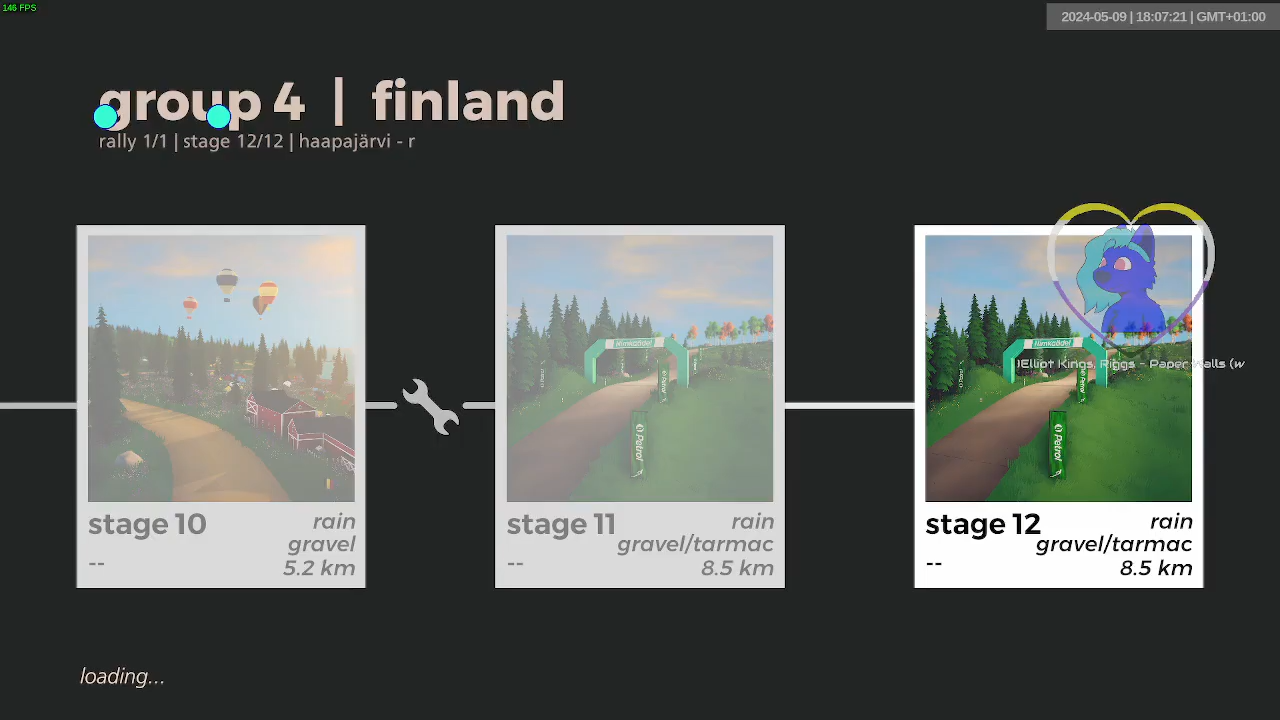 146 FPS
2024-05-09 | 18:07:21 | GMT+01:00
group 4 | finland
rally 1/1 | stage 12/12 | haapajärvi - r
Petrol
Petrol
Elliot Kings, Riggs - Paper Walls (w
stage 10
rain
gravel
--
5.2 km
stage 11
rain
gravel/tarmac
--
8.5 km
stage 12
rain
gravel/tarmac
--
8.5 km
loading...